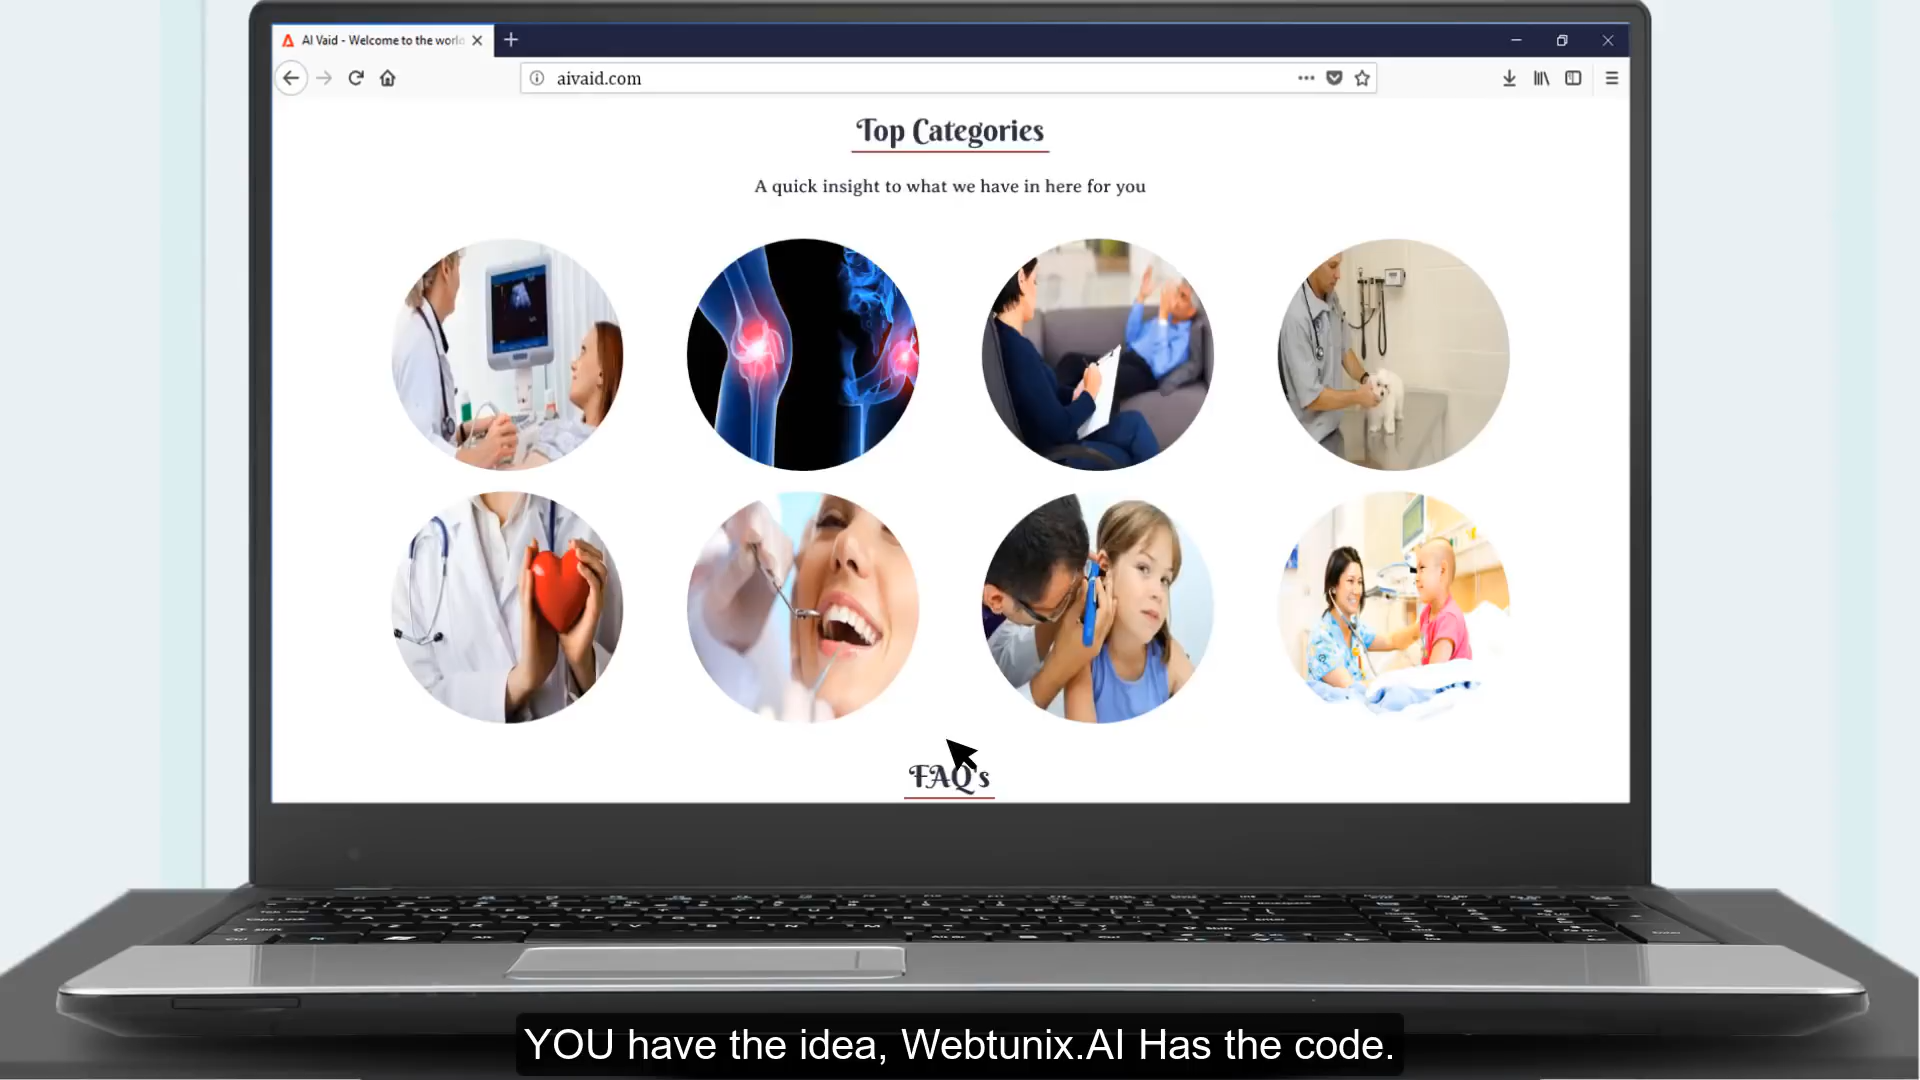 AI Vaid - Welcome to the world
aivaid.com
Top Categories
A quick insight to what we have in here for you
FAQ's
YOU have the idea, Webtunix.AI Has the code.